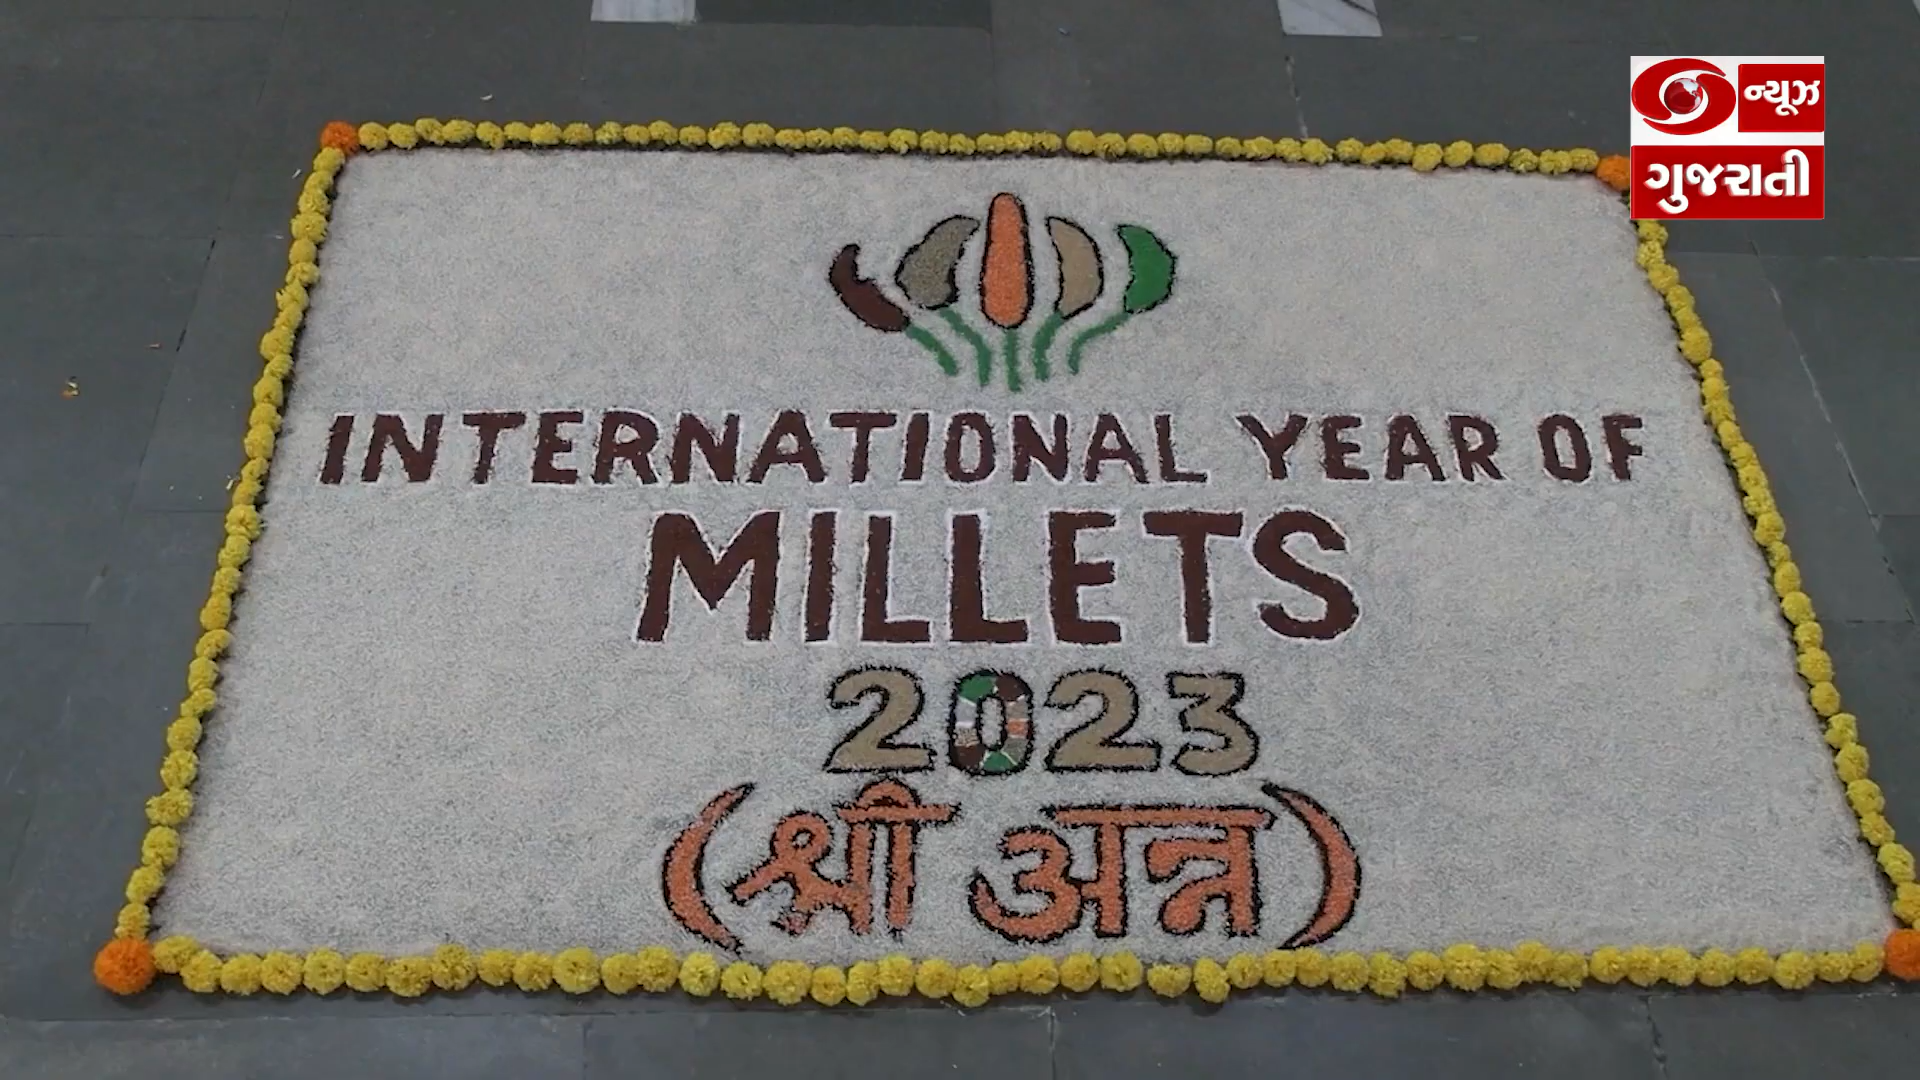 ન્યૂઝ
ગુજરાતી
INTERNATIONAL YEAR OF
MILLETS
2023
(श्री अन्न)